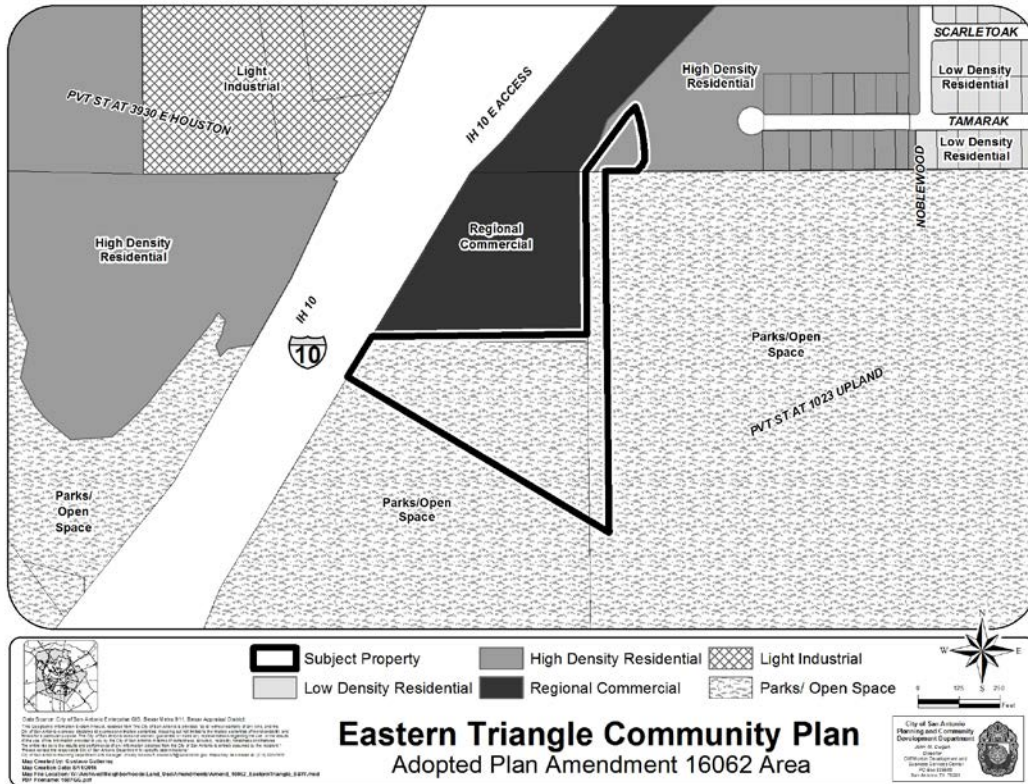 SCARLETOAK
Light
Industrial
High Density
Residential
Low Density
Residential
PVT ST AT 3930 E HOUSTON
IH 10 E ACCESS
TAMARAK
Low Density
Residential
NOBLEWOOD
High Density
Residential
Regional
Commercial
IH 10
10
Parks/Open
Space
PVT ST AT 1023 UPLAND
Parks/
Open
Space
Parks/Open
Space
N
W E
S
Subject Property
High Density Residential
Light Industrial
Low Density Residential
Regional Commercial
Parks/ Open Space
0 125 250
Feet
Eastern Triangle Community Plan
Adopted Plan Amendment 16062 Area
City of San Antonio
Planning and Community
Development Department
Map Created by: Gustavo Gutierrez